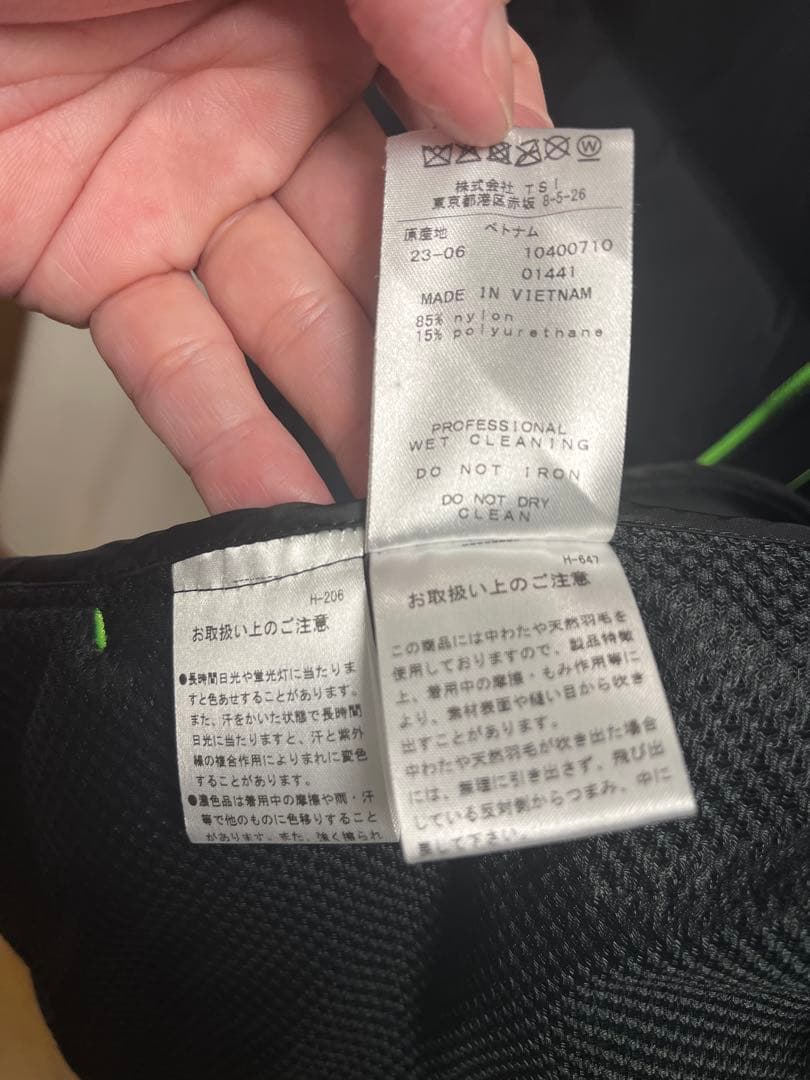 W
株式会社 TSI
東京都港区赤坂 8-5-26
原産地 ベトナム
23-06 10400710
01441
MADE IN VIETNAM
85% nylon
15% polyurethane
PROFESSIONAL
WET CLEANING
DO NOT IRON
DO NOT DRY
CLEAN
H-206
お取扱い上のご注意
●長時間日光や蛍光灯に当たりま
すと色あせすることがあります。
また、汗をかいた状態で長時間
日光に当たりますと、汗と紫外
線の複合作用によりまれに変色
することがあります。
●濃色品は着用中の摩擦や雨・汗
等で他のものに色移りすること
があります。また、強く擦られ
H-647
お取扱い上のご注意
この商品には中わたや天然羽毛を
使用しておりますので、製品特徴
上、着用中の摩擦・もみ作用等に
より、素材表面や縫い目から吹き
出すことがあります。
中わたや天然羽毛が吹き出た場合
には、無理に引き出さず、飛び出
している反対側からつまみ、中に
戻して下さい。